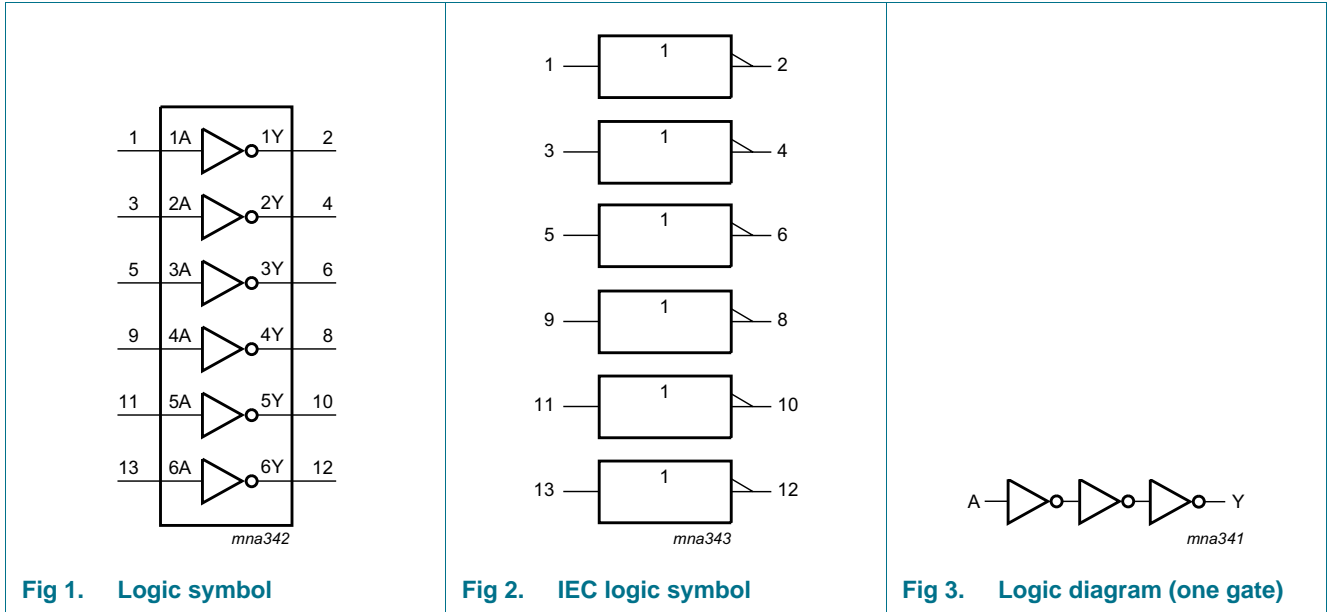 1 1A 1Y 2
3 2A 2Y 4
5 3A 3Y 6
9 4A 4Y 8
11 5A 5Y 10
13 6A 6Y 12
mna342
Fig 1. Logic symbol
1 1 2
3 1 4
5 1 6
9 1 8
11 1 10
13 1 12
mna343
Fig 2. IEC logic symbol
A Y
mna341
Fig 3. Logic diagram (one gate)